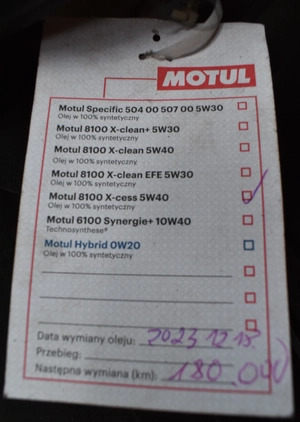 MOTUL
Motul Specific 504 00 507 00 5W30
Olej w 100% syntetyczny
Motul 8100 X-clean+ 5W30
Olej w 100% syntetyczny
Motul 8100 X-clean 5W40
Olej w 100% syntetyczny
Motul 8100 X-clean EFE 5W30
Olej w 100% syntetyczny
Motul 8100 X-cess 5W40
Olej w 100% syntetyczny
Motul 6100 Synergie+ 10W40
Technosynthese®
Motul Hybrid 0W20
Olej w 100% syntetyczny
Data wymiany oleju: 2023 12 15
Przebieg:
Następna wymiana (km): 180.000